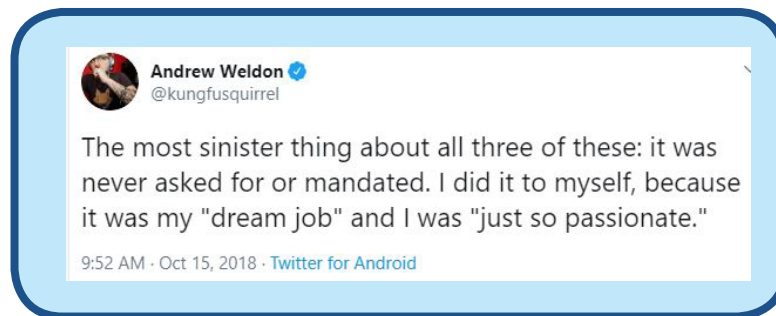 Andrew Weldon
@kungfusquirrel
The most sinister thing about all three of these: it was
never asked for or mandated. I did it to myself, because
it was my "dream job" and I was "just so passionate."
9:52 AM · Oct 15, 2018 · Twitter for Android